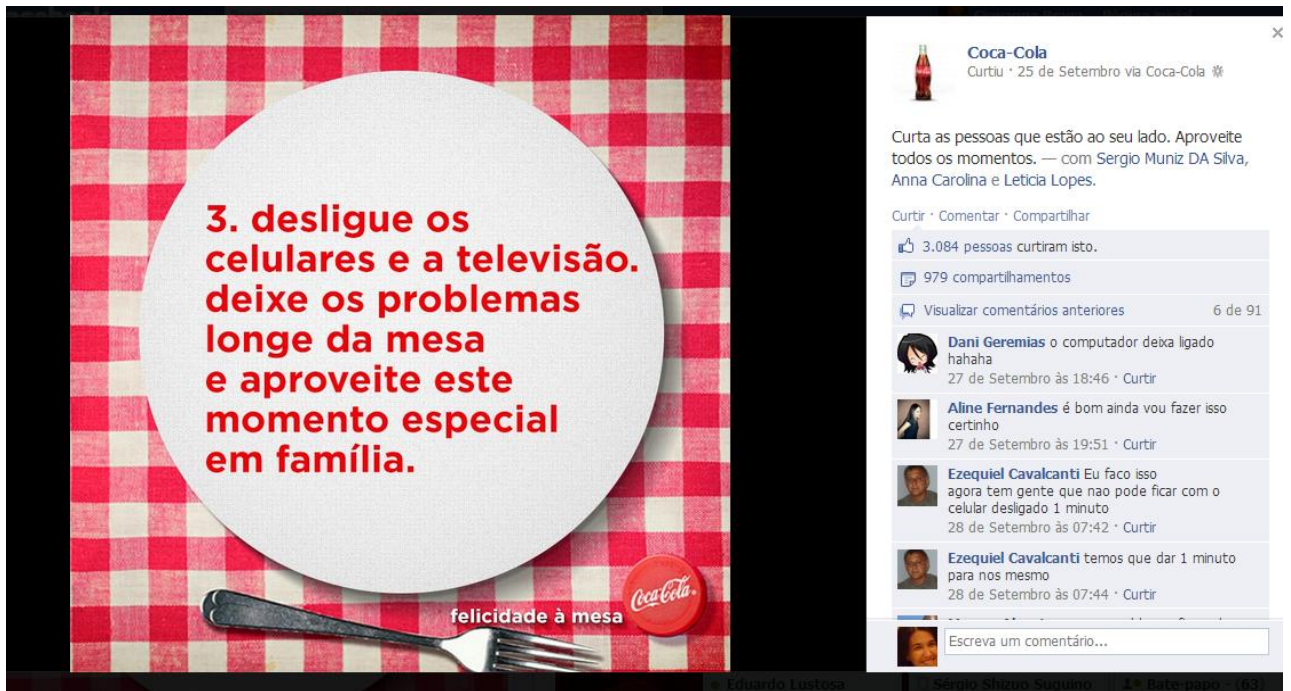 3. desligue os
celulares e a televisão.
deixe os problemas
longe da mesa
e aproveite este
momento especial
em família.
felicidade à mesa
Coca-Cola
×
Coca-Cola
Curtiu · 25 de Setembro via Coca-Cola
Curta as pessoas que estão ao seu lado. Aproveite
todos os momentos. — com Sergio Muniz DA Silva,
Anna Carolina e Leticia Lopes.
Curtir · Comentar · Compartilhar
3.084 pessoas curtiram isto.
979 compartilhamentos
Visualizar comentários anteriores 6 de 91
Dani Geremias o computador deixa ligado
hahaha
27 de Setembro às 18:46 · Curtir
Aline Fernandes é bom ainda vou fazer isso
certinho
27 de Setembro às 19:51 · Curtir
Ezequiel Cavalcanti Eu faco isso
agora tem gente que nao pode ficar com o
celular desligado 1 minuto
28 de Setembro às 07:42 · Curtir
Ezequiel Cavalcanti temos que dar 1 minuto
para nos mesmo
28 de Setembro às 07:44 · Curtir
Escreva um comentário...
Eduardo Lustosa
Sérgio Shizuo Suguino
Bate-papo - (63)